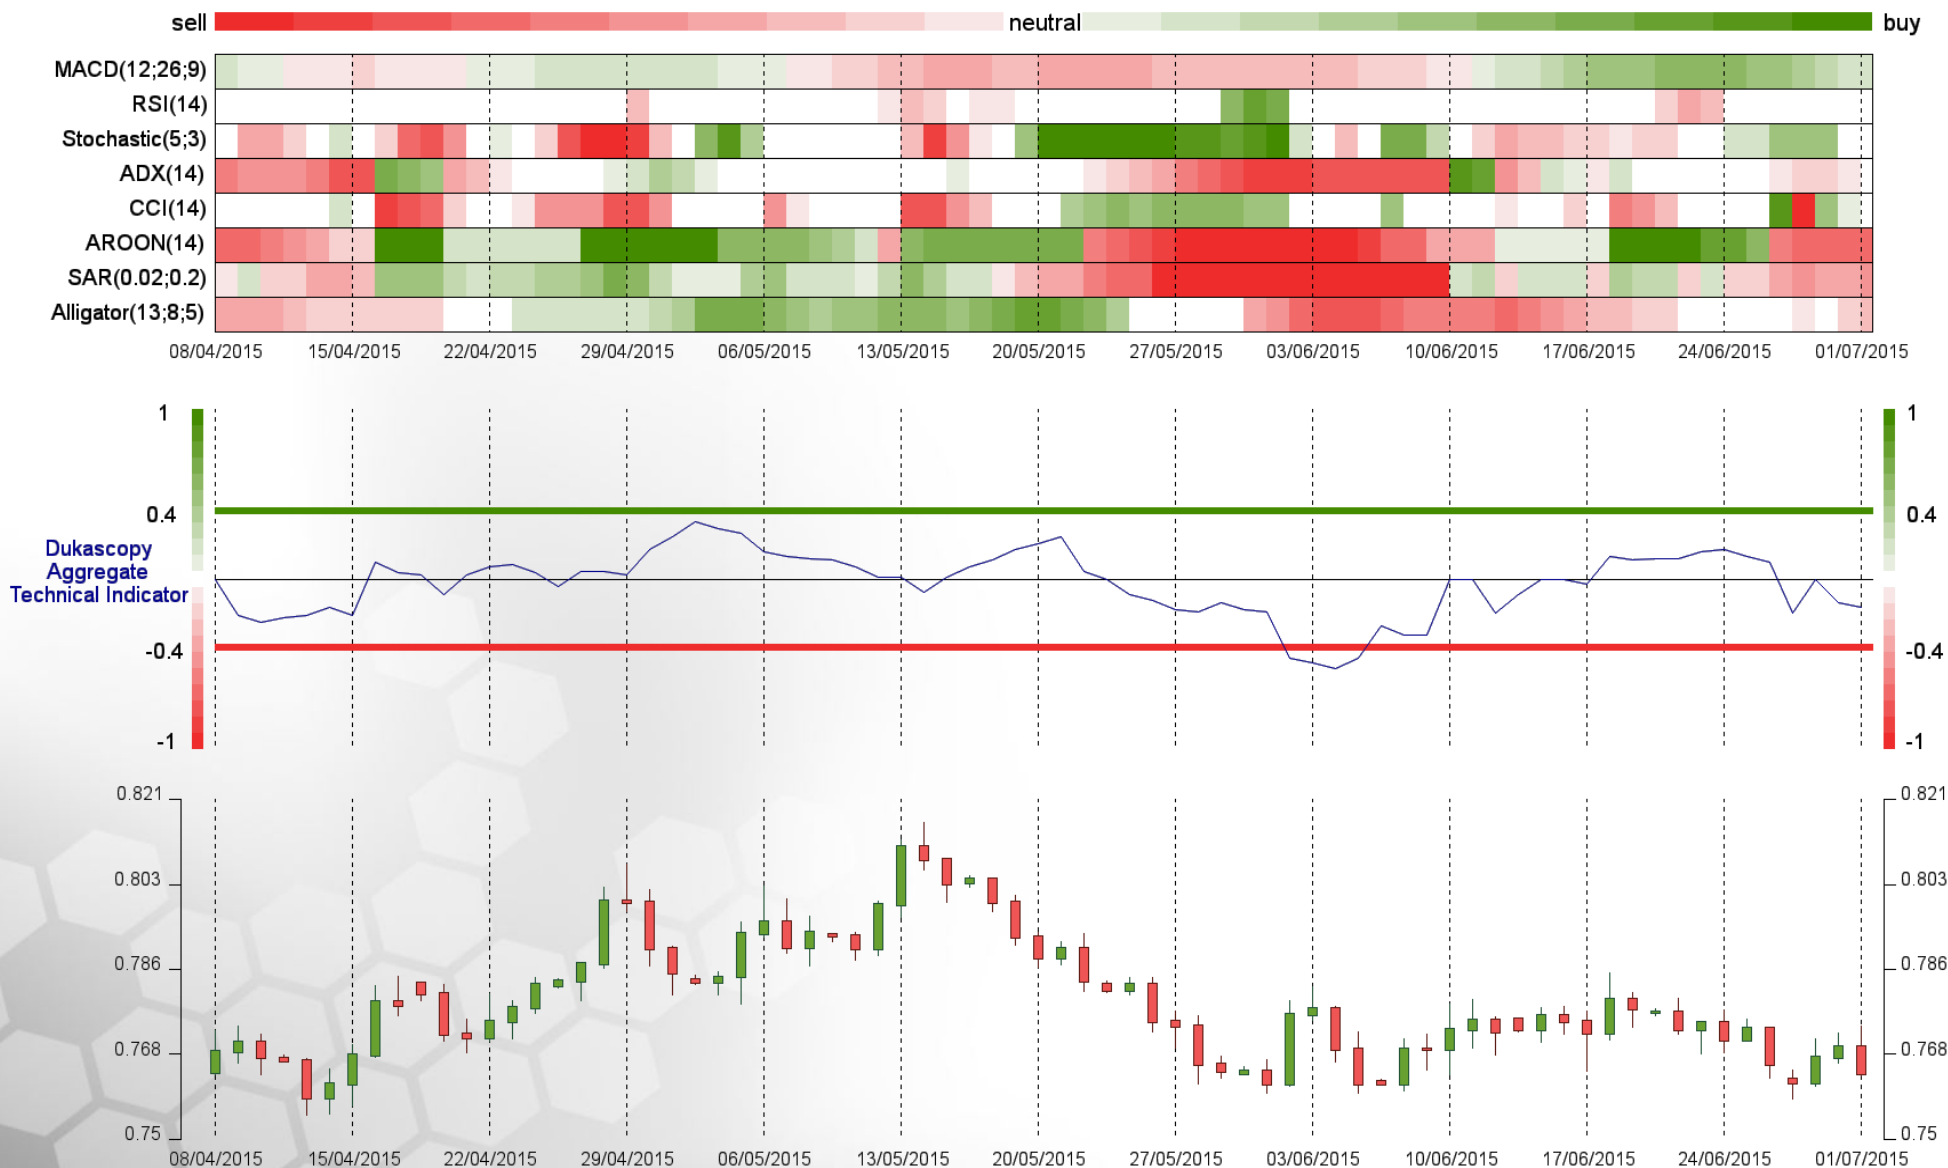 sell neutral buy
MACD(12;26;9)
RSI(14)
Stochastic(5;3)
ADX(14)
CCI(14)
AROON(14)
SAR(0.02;0.2)
Alligator(13;8;5)
08/04/2015 15/04/2015 22/04/2015 29/04/2015 06/05/2015 13/05/2015 20/05/2015 27/05/2015 03/06/2015 10/06/2015 17/06/2015 24/06/2015 01/07/2015
1 1
0.4 0.4
Dukascopy
Aggregate
Technical Indicator
-0.4 -0.4
-1 -1
0.821 0.821
0.803 0.803
0.786 0.786
0.768 0.768
0.75 0.75
08/04/2015 15/04/2015 22/04/2015 29/04/2015 06/05/2015 13/05/2015 20/05/2015 27/05/2015 03/06/2015 10/06/2015 17/06/2015 24/06/2015 01/07/2015